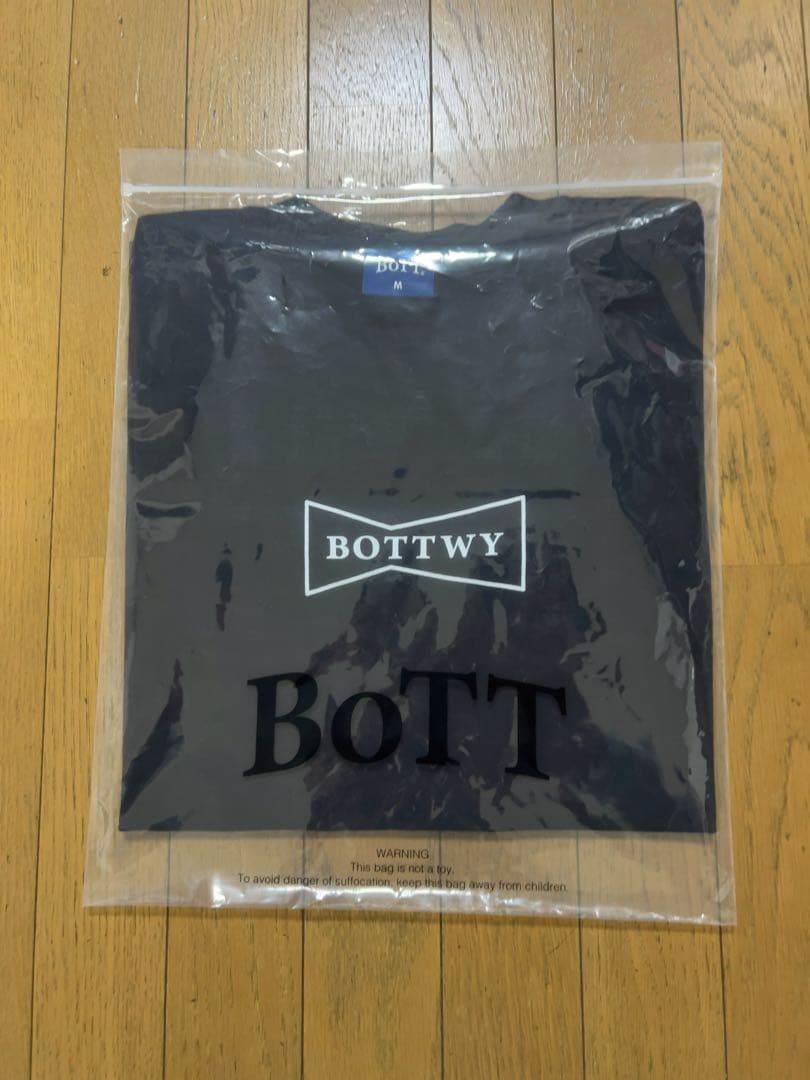 BoTT.
M
BOTTWY
BoTT
WARNING
This bag is not a toy.
To avoid danger of suffocation, keep this bag away from children.